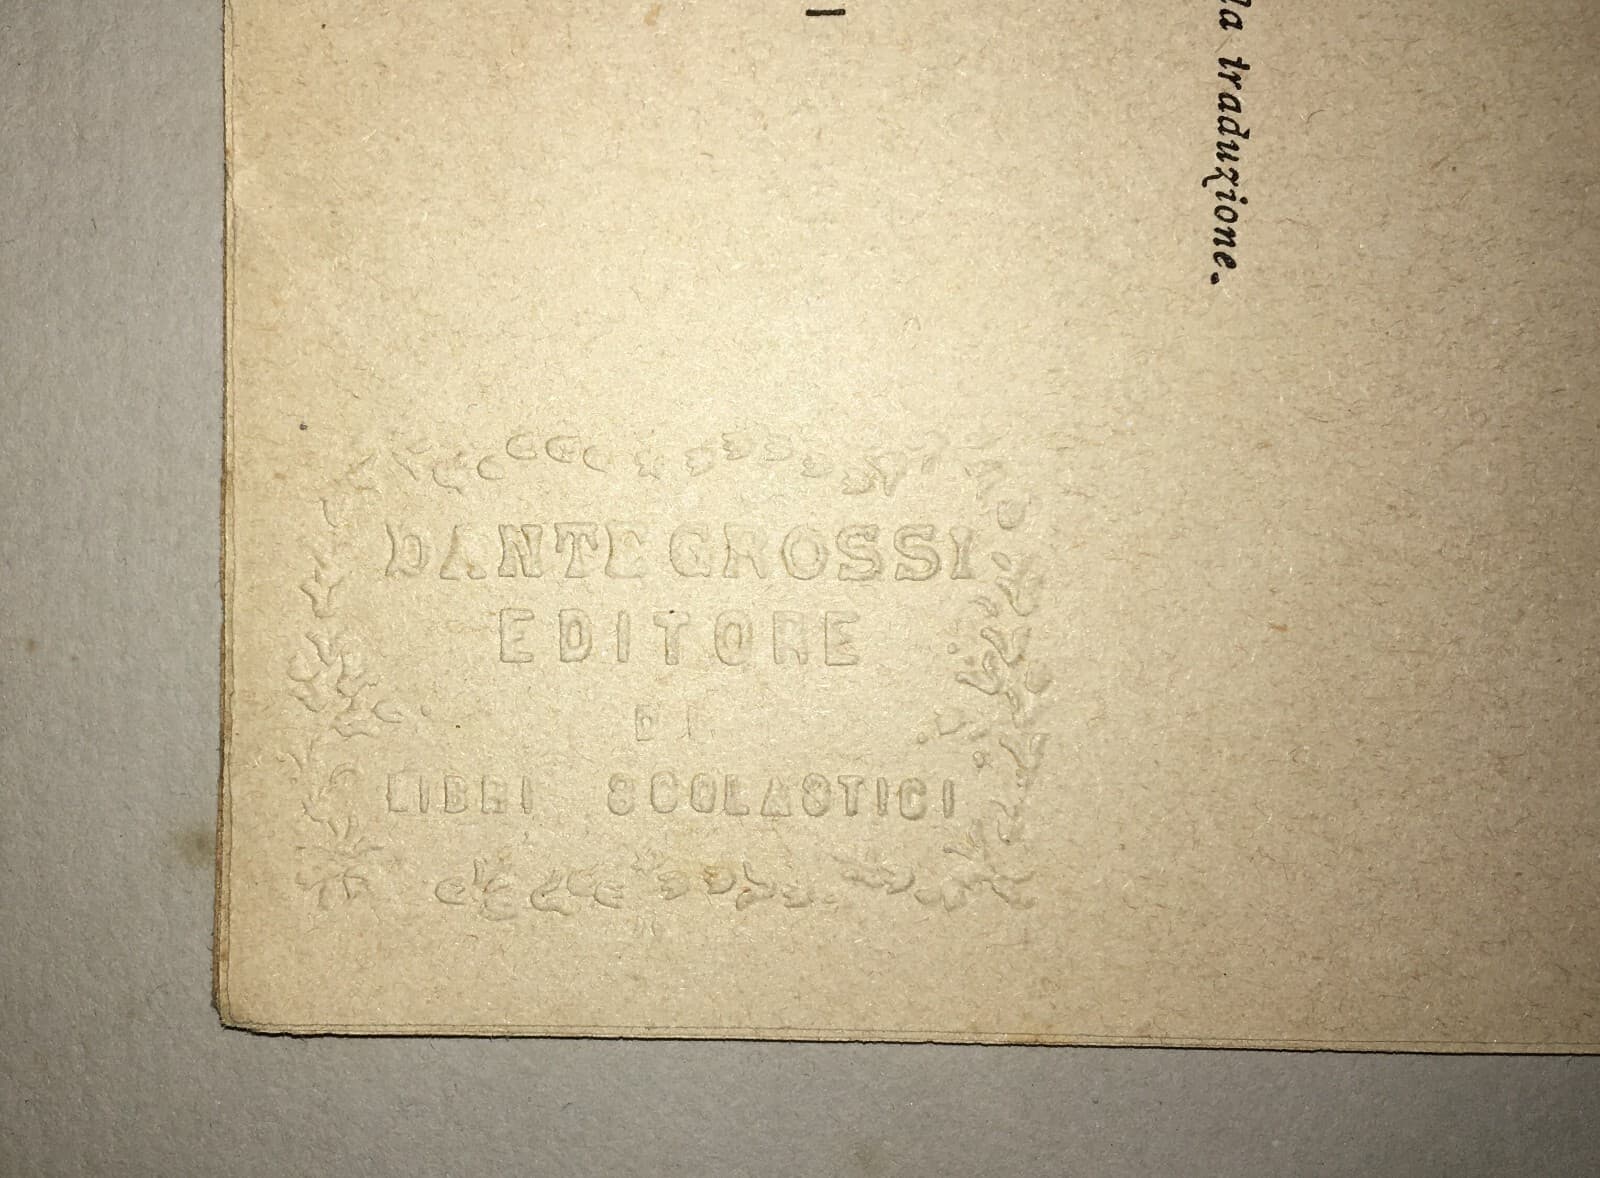 la traduzione.
DANTE GROSSI
EDITORE
DI
LIBRI SCOLASTICI